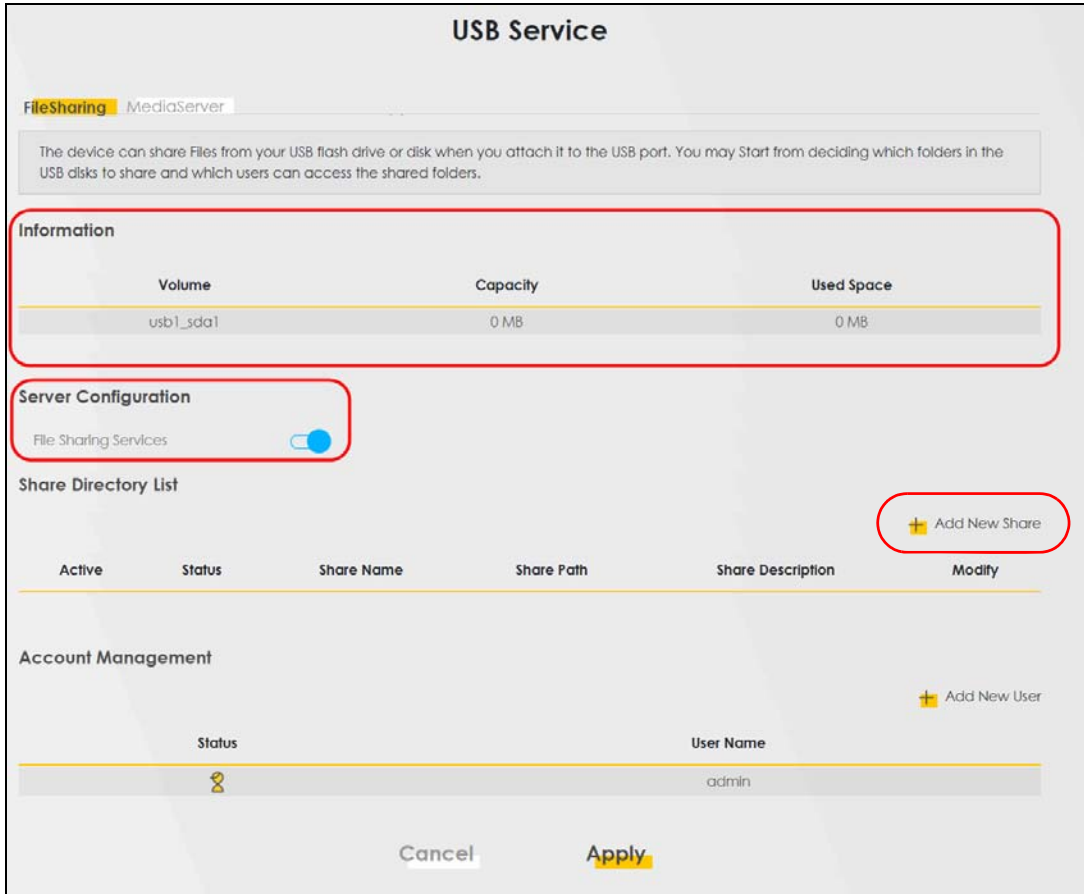 USB Service
FileSharing MediaServer
The device can share Files from your USB flash drive or disk when you attach it to the USB port. You may Start from deciding which folders in the
USB disks to share and which users can access the shared folders.
Information
Volume Capacity Used Space
usb1_sda1 0 MB 0 MB
Server Configuration
File Sharing Services
Share Directory List
Add New Share
Active Status Share Name Share Path Share Description Modify
Account Management
Add New User
Status User Name
admin
Cancel Apply